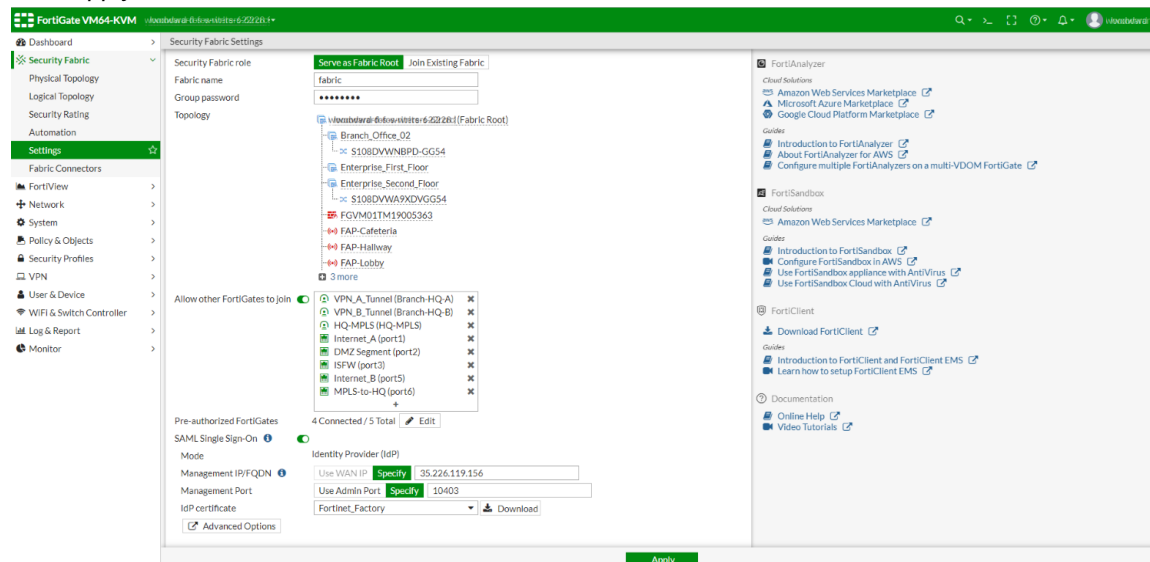 FortiGate VM64-KVM
Dashboard
Security Fabric
Physical Topology
Logical Topology
Security Rating
Automation
Settings
Fabric Connectors
FortiView
Network
System
Policy & Objects
Security Profiles
VPN
User & Device
WiFi & Switch Controller
Log & Report
Monitor
Security Fabric Settings
Security Fabric role Serve as Fabric Root Join Existing Fabric
Fabric name fabric
Group password ••••••••
Topology
(Fabric Root)
Branch_Office_02
S108DVWNBPD-GG54
Enterprise_First_Floor
Enterprise_Second_Floor
S108DVWA9XDVGG54
FGVM01TM19005363
FAP-Cafeteria
FAP-Hallway
FAP-Lobby
3 more
Allow other FortiGates to join
VPN_A_Tunnel (Branch-HQ-A)
VPN_B_Tunnel (Branch-HQ-B)
HQ-MPLS (HQ-MPLS)
Internet_A (port1)
DMZ Segment (port2)
ISFW (port3)
Internet_B (port5)
MPLS-to-HQ (port6)
+
Pre-authorized FortiGates 4 Connected / 5 Total Edit
SAML Single Sign-On
Mode Identity Provider (IdP)
Management IP/FQDN Use WAN IP Specify 35.226.119.156
Management Port Use Admin Port Specify 10403
IdP certificate Fortinet_Factory Download
Advanced Options
Apply
FortiAnalyzer
Cloud Solutions
Amazon Web Services Marketplace
Microsoft Azure Marketplace
Google Cloud Platform Marketplace
Guides
Introduction to FortiAnalyzer
About FortiAnalyzer for AWS
Configure multiple FortiAnalyzers on a multi-VDOM FortiGate
FortiSandbox
Cloud Solutions
Amazon Web Services Marketplace
Guides
Introduction to FortiSandbox
Configure FortiSandbox in AWS
Use FortiSandbox appliance with AntiVirus
Use FortiSandbox Cloud with AntiVirus
FortiClient
Download FortiClient
Guides
Introduction to FortiClient and FortiClient EMS
Learn how to setup FortiClient EMS
Documentation
Online Help
Video Tutorials